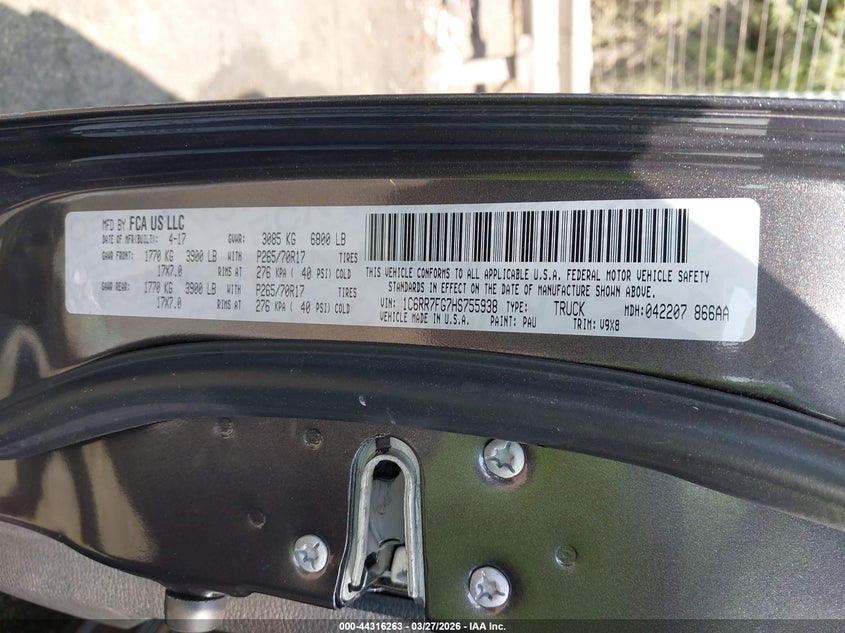 MFD BY FCA US LLC
DATE OF MFR(BUILT): 4-17 GVWR: 3085 KG 6800 LB
GAWR FRONT: 1770 KG 3900 LB WITH P265/70R17 TIRES
17X7.0 RIMS AT 276 KPA ( 40 PSI) COLD
GAWR REAR: 1770 KG 3900 LB WITH P265/70R17 TIRES
17X7.0 RIMS AT 276 KPA ( 40 PSI) COLD
THIS VEHICLE CONFORMS TO ALL APPLICABLE U.S.A. FEDERAL MOTOR VEHICLE SAFETY
STANDARDS IN EFFECT ON THE DATE OF MANUFACTURE SHOWN ABOVE.
VIN: 1C6RR7FG7HS755938 TYPE: TRUCK MDH: 042207 866AA
VEHICLE MADE IN U.S.A. PAINT: PAU TRIM: V9X8
000-44316263 - 03/27/2026 - IAA Inc.